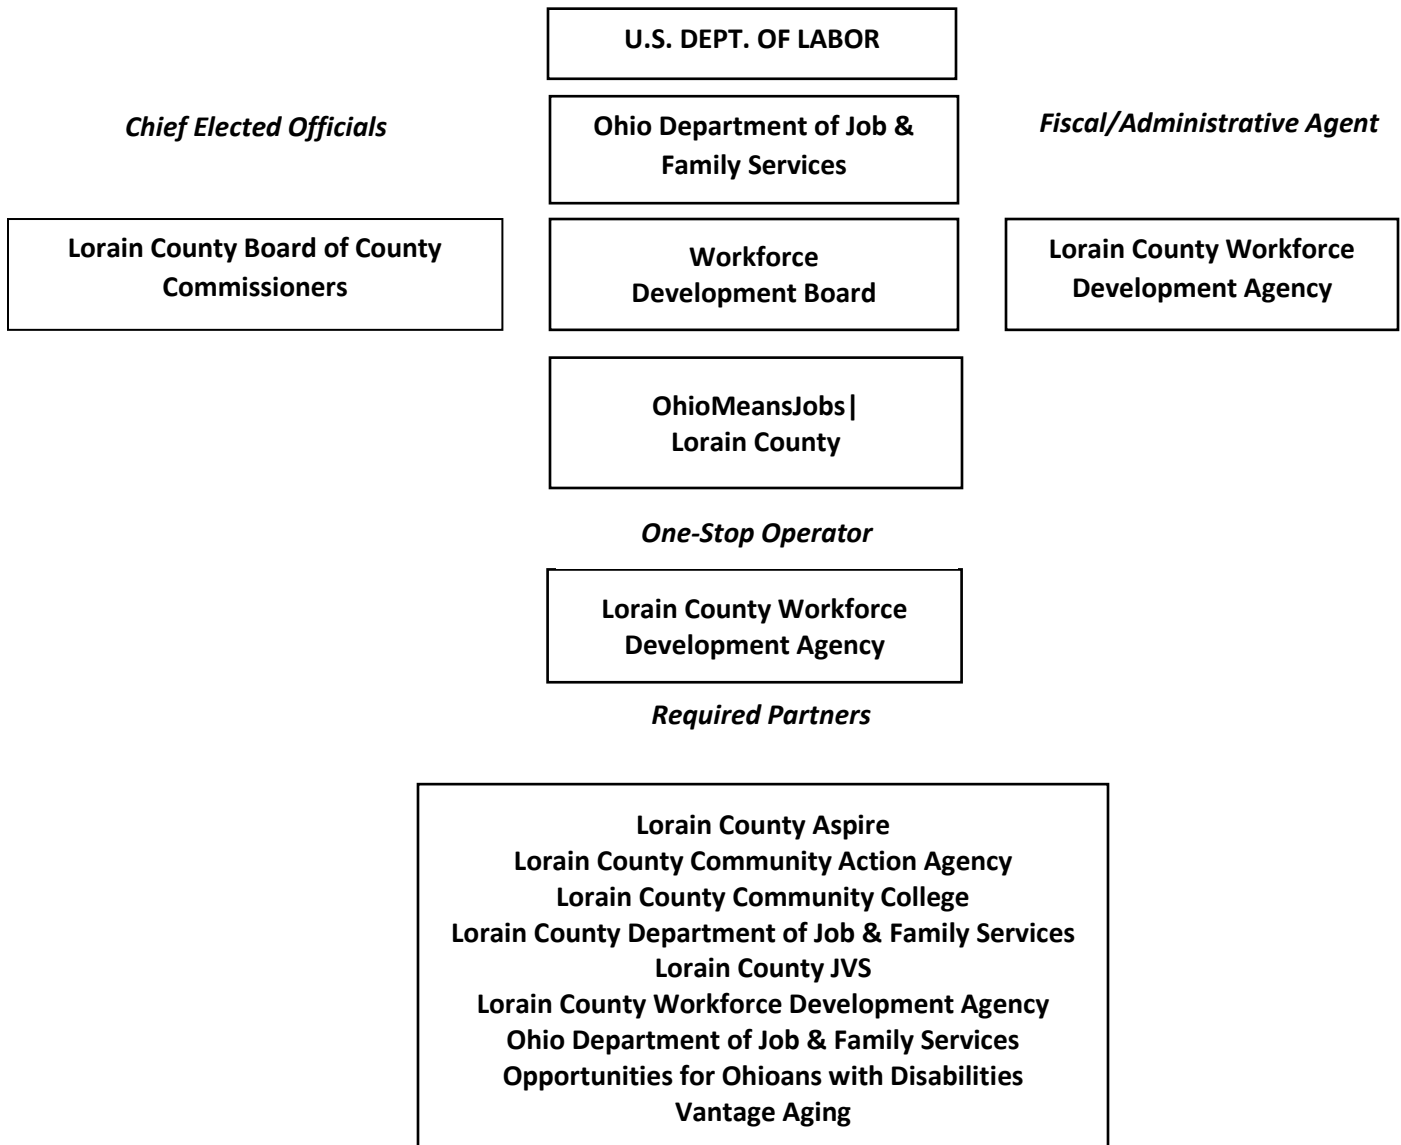 U.S. DEPT. OF LABOR
Chief Elected Officials
Ohio Department of Job &
Family Services
Fiscal/Administrative Agent
Lorain County Board of County
Commissioners
Workforce
Development Board
Lorain County Workforce
Development Agency
OhioMeansJobs|
Lorain County
One-Stop Operator
Lorain County Workforce
Development Agency
Required Partners
Lorain County Aspire
Lorain County Community Action Agency
Lorain County Community College
Lorain County Department of Job & Family Services
Lorain County JVS
Lorain County Workforce Development Agency
Ohio Department of Job & Family Services
Opportunities for Ohioans with Disabilities
Vantage Aging